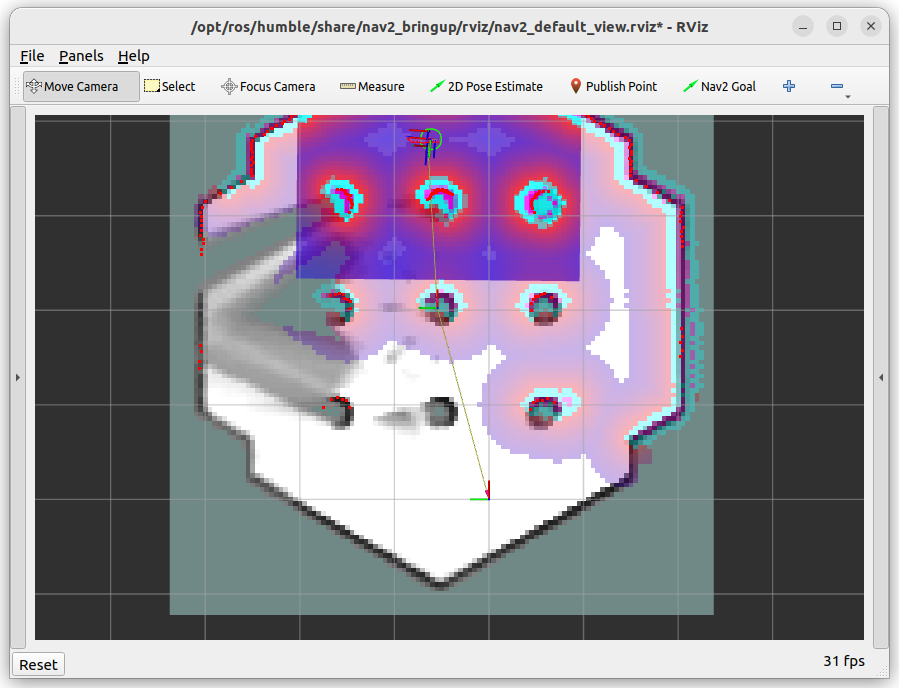 /opt/ros/humble/share/nav2_bringup/rviz/nav2_default_view.rviz* - RViz
File Panels Help
Move Camera Select Focus Camera Measure 2D Pose Estimate Publish Point Nav2 Goal
Reset 31 fps